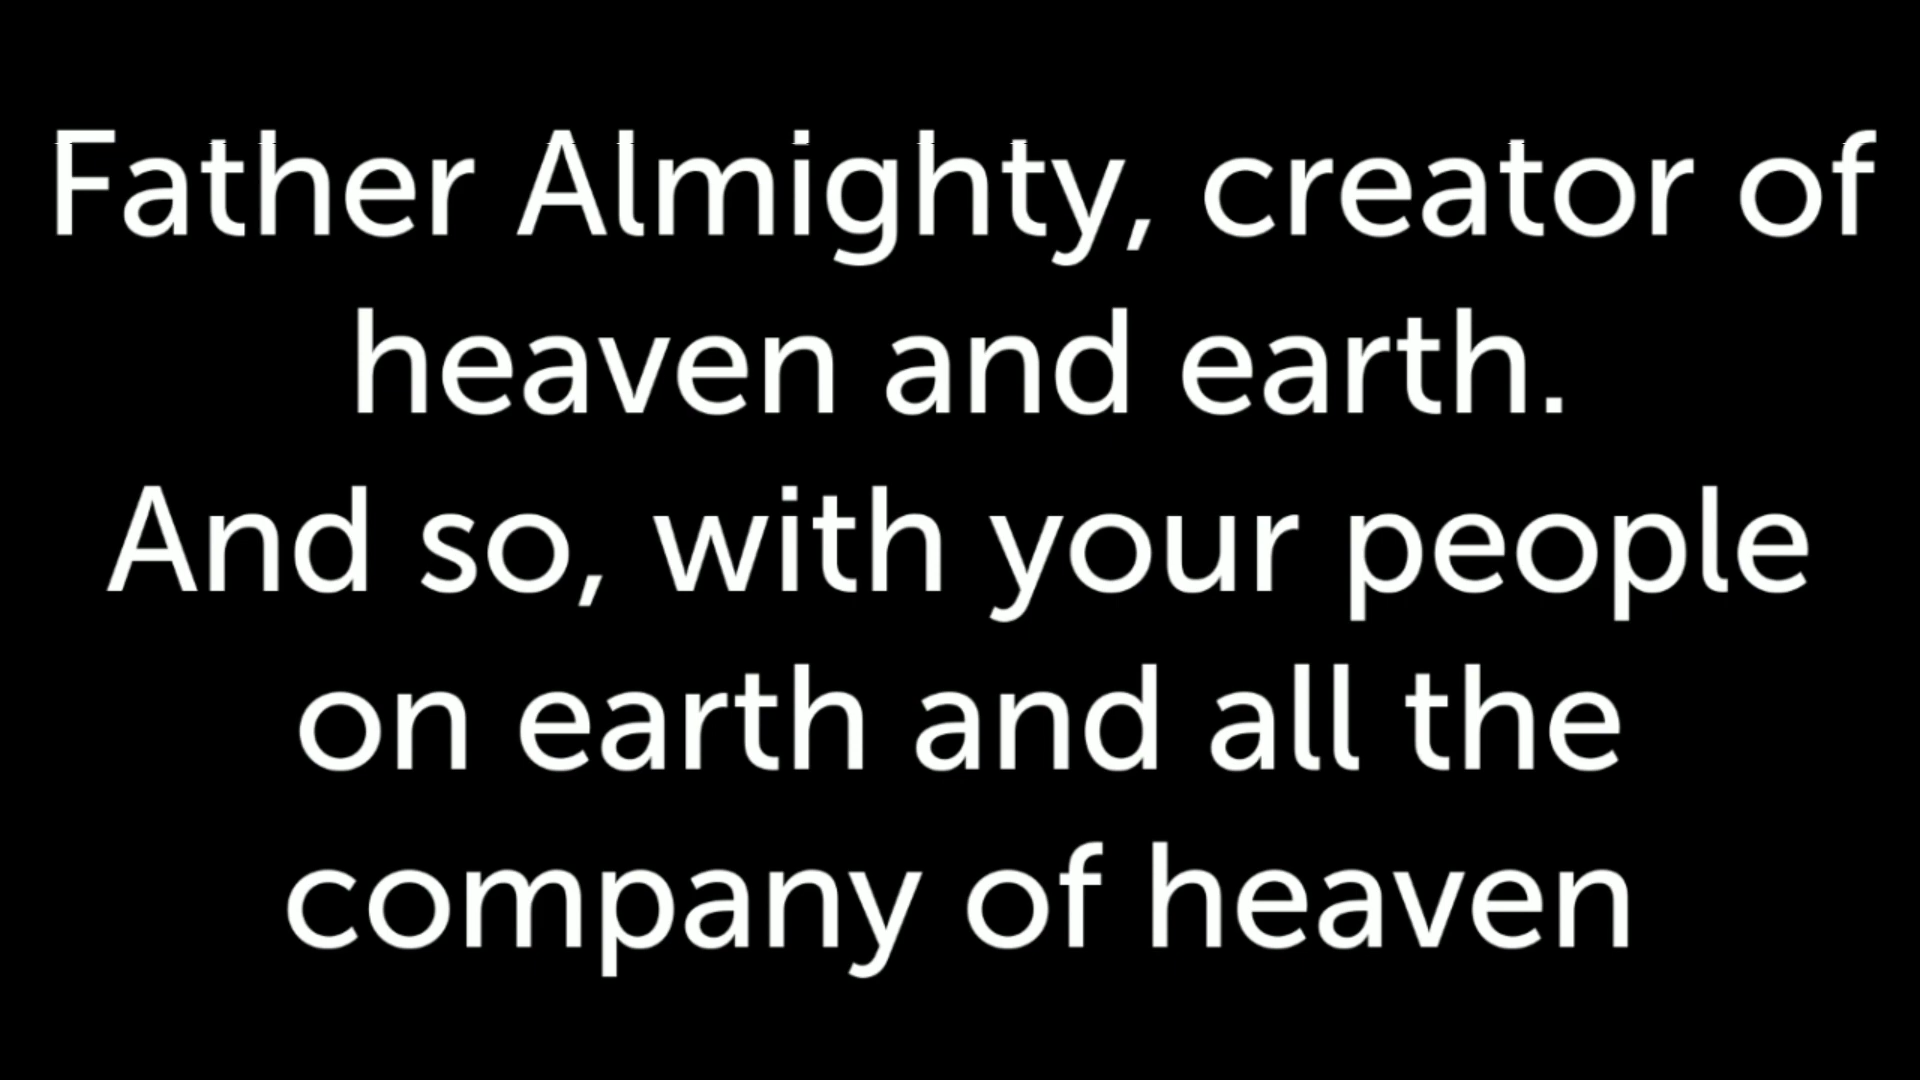 Father Almighty, creator of
heaven and earth.
And so, with your people
on earth and all the
company of heaven